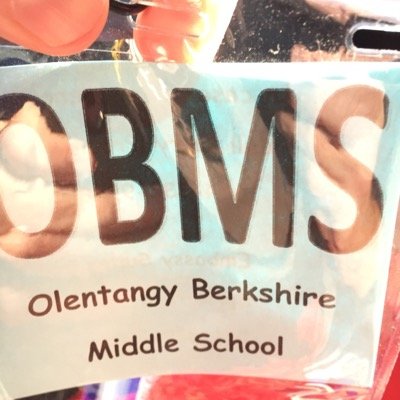 OBMS
Olentangy Berkshire
Middle School